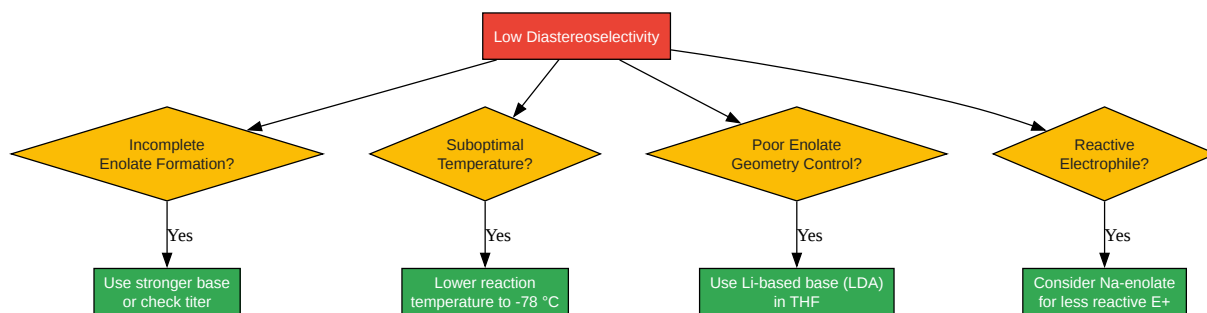 Low Diastereoselectivity
Incomplete
Enolate Formation?
Suboptimal
Temperature?
Poor Enolate
Geometry Control?
Reactive
Electrophile?
Yes
Yes
Yes
Yes
Use stronger base
or check titer
Lower reaction
temperature to -78 °C
Use Li-based base (LDA)
in THF
Consider Na-enolate
for less reactive E+